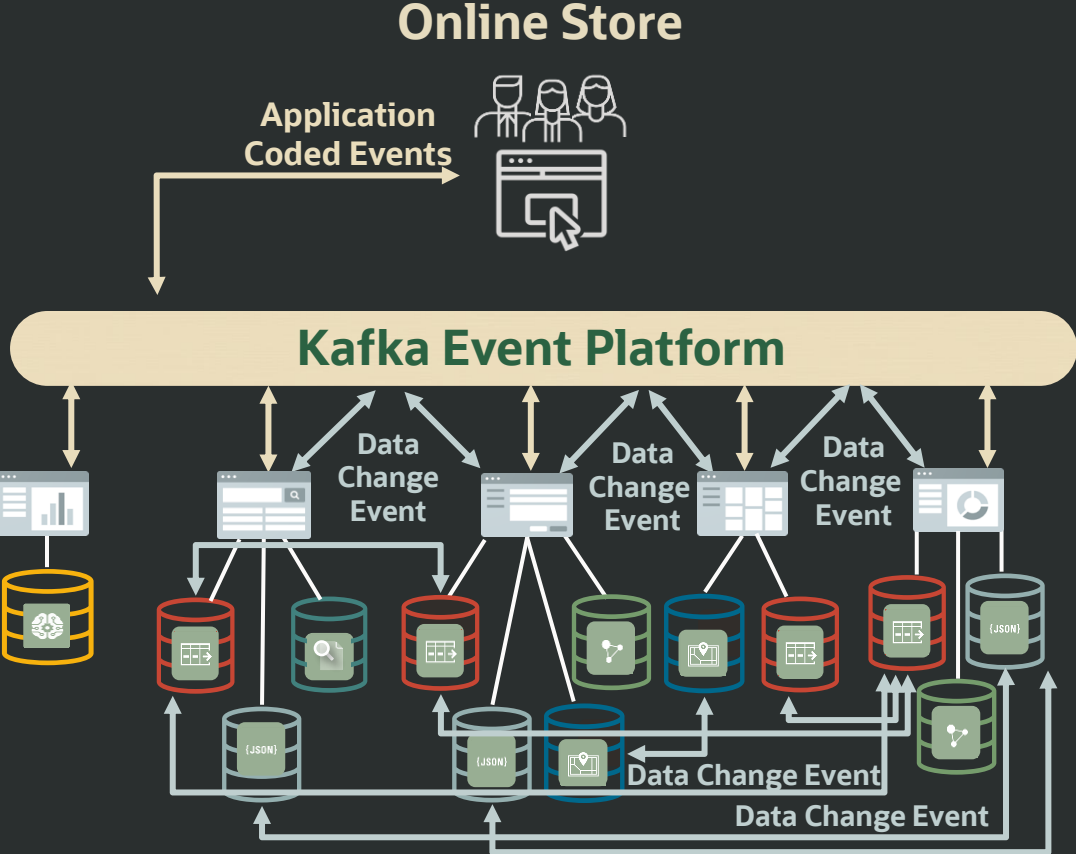 Online Store
Application
Coded Events
Kafka Event Platform
Data
Change
Event
Data
Change
Event
Data
Change
Event
{JSON}
{JSON}
{JSON}
Data Change Event
Data Change Event